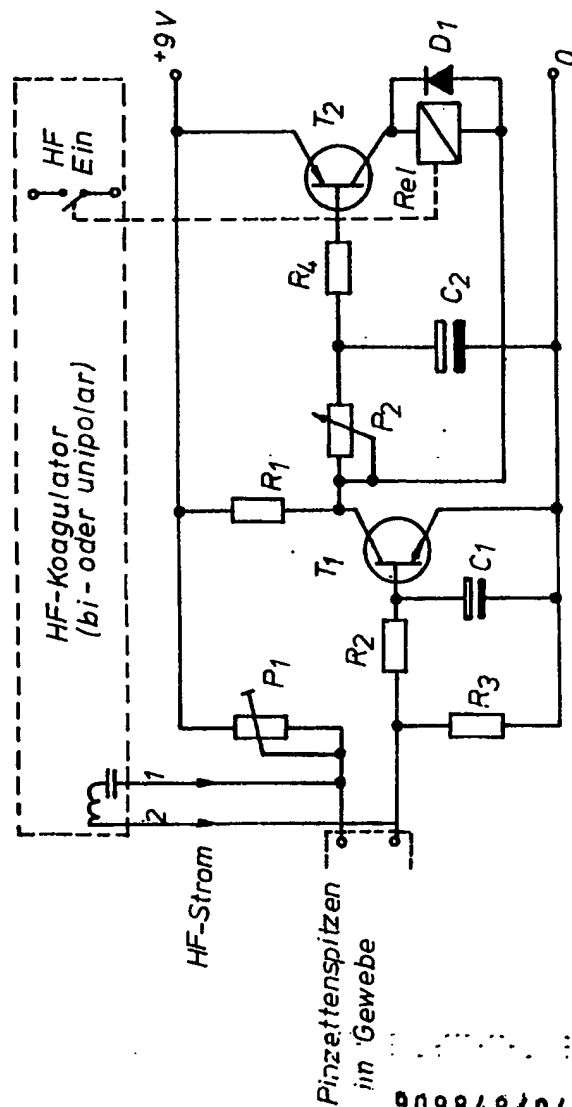 HF-Koagulator
(bi- oder unipolar)
HF
Ein
+9V
1
2
HF-Strom
P1
R1
R4
T2
D1
Rel
P2
C2
T1
R2
C1
R3
Pinzettenspitzen
im Gewebe
0